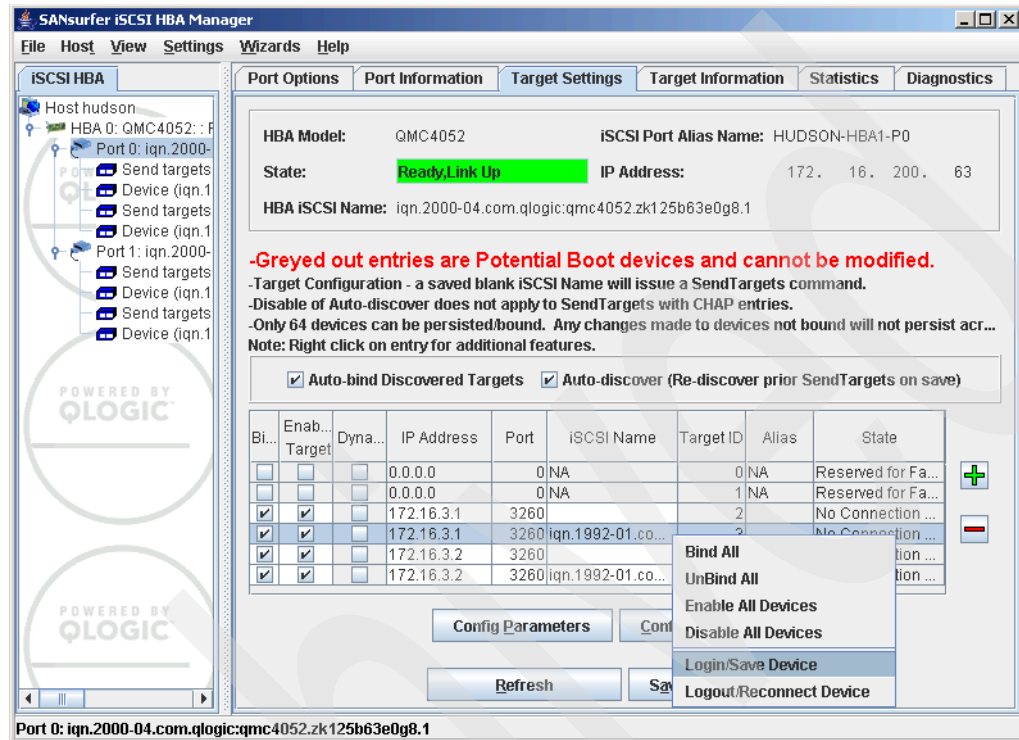 SANsurfer iSCSI HBA Manager
File Host View Settings Wizards Help
iSCSI HBA
Host hudson
HBA 0: QMC4052: : F
Port 0: iqn.2000-
Send targets
Device (iqn.1
Send targets
Device (iqn.1
Port 1: iqn.2000-
Send targets
Device (iqn.1
Send targets
Device (iqn.1
POWERED BY
QLOGIC
POWERED BY
QLOGIC
Port Options Port Information Target Settings Target Information Statistics Diagnostics
HBA Model: QMC4052 iSCSI Port Alias Name: HUDSON-HBA1-P0
State: Ready,Link Up IP Address: 172. 16. 200. 63
HBA iSCSI Name: iqn.2000-04.com.qlogic:qmc4052.zk125b63e0g8.1
-Greyed out entries are Potential Boot devices and cannot be modified.
-Target Configuration - a saved blank iSCSI Name will issue a SendTargets command.
-Disable of Auto-discover does not apply to SendTargets with CHAP entries.
-Only 64 devices can be persisted/bound. Any changes made to devices not bound will not persist acr...
Note: Right click on entry for additional features.
Auto-bind Discovered Targets Auto-discover (Re-discover prior SendTargets on save)
Bi... Enab... Target Dyna... IP Address Port iSCSI Name Target ID Alias State
0.0.0.0 0 NA 0 NA Reserved for Fa...
0.0.0.0 0 NA 1 NA Reserved for Fa...
172.16.3.1 3260 2 No Connection ...
172.16.3.1 3260 iqn.1992-01.co... 3 No Connection ...
172.16.3.2 3260 tion ...
172.16.3.2 3260 iqn.1992-01.co... tion ...
Bind All
UnBind All
Enable All Devices
Disable All Devices
Login/Save Device
Logout/Reconnect Device
Config Parameters Conf
Refresh Sav
Port 0: iqn.2000-04.com.qlogic:qmc4052.zk125b63e0g8.1